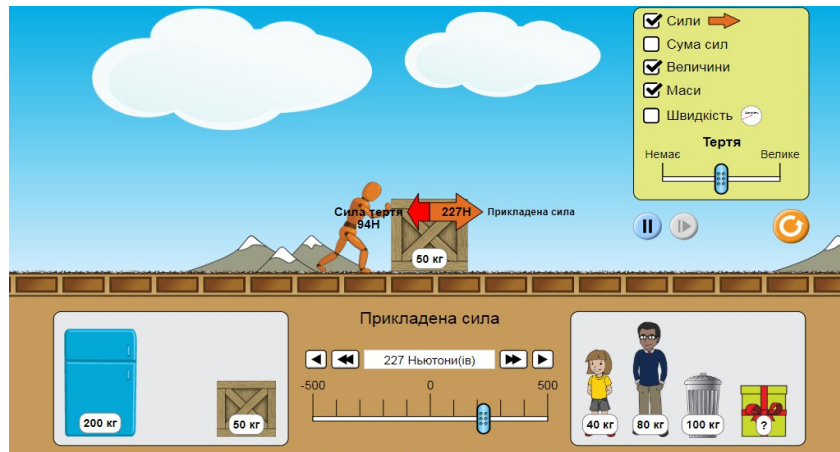 Сили
Сума сил
Величини
Маси
Швидкість
Тертя
Немає Велике
Сила тертя 227Н Прикладена сила
94Н
50 кг
Прикладена сила
227 Ньютони(ів)
-500 0 500
200 кг
50 кг
40 кг 80 кг 100 кг ?